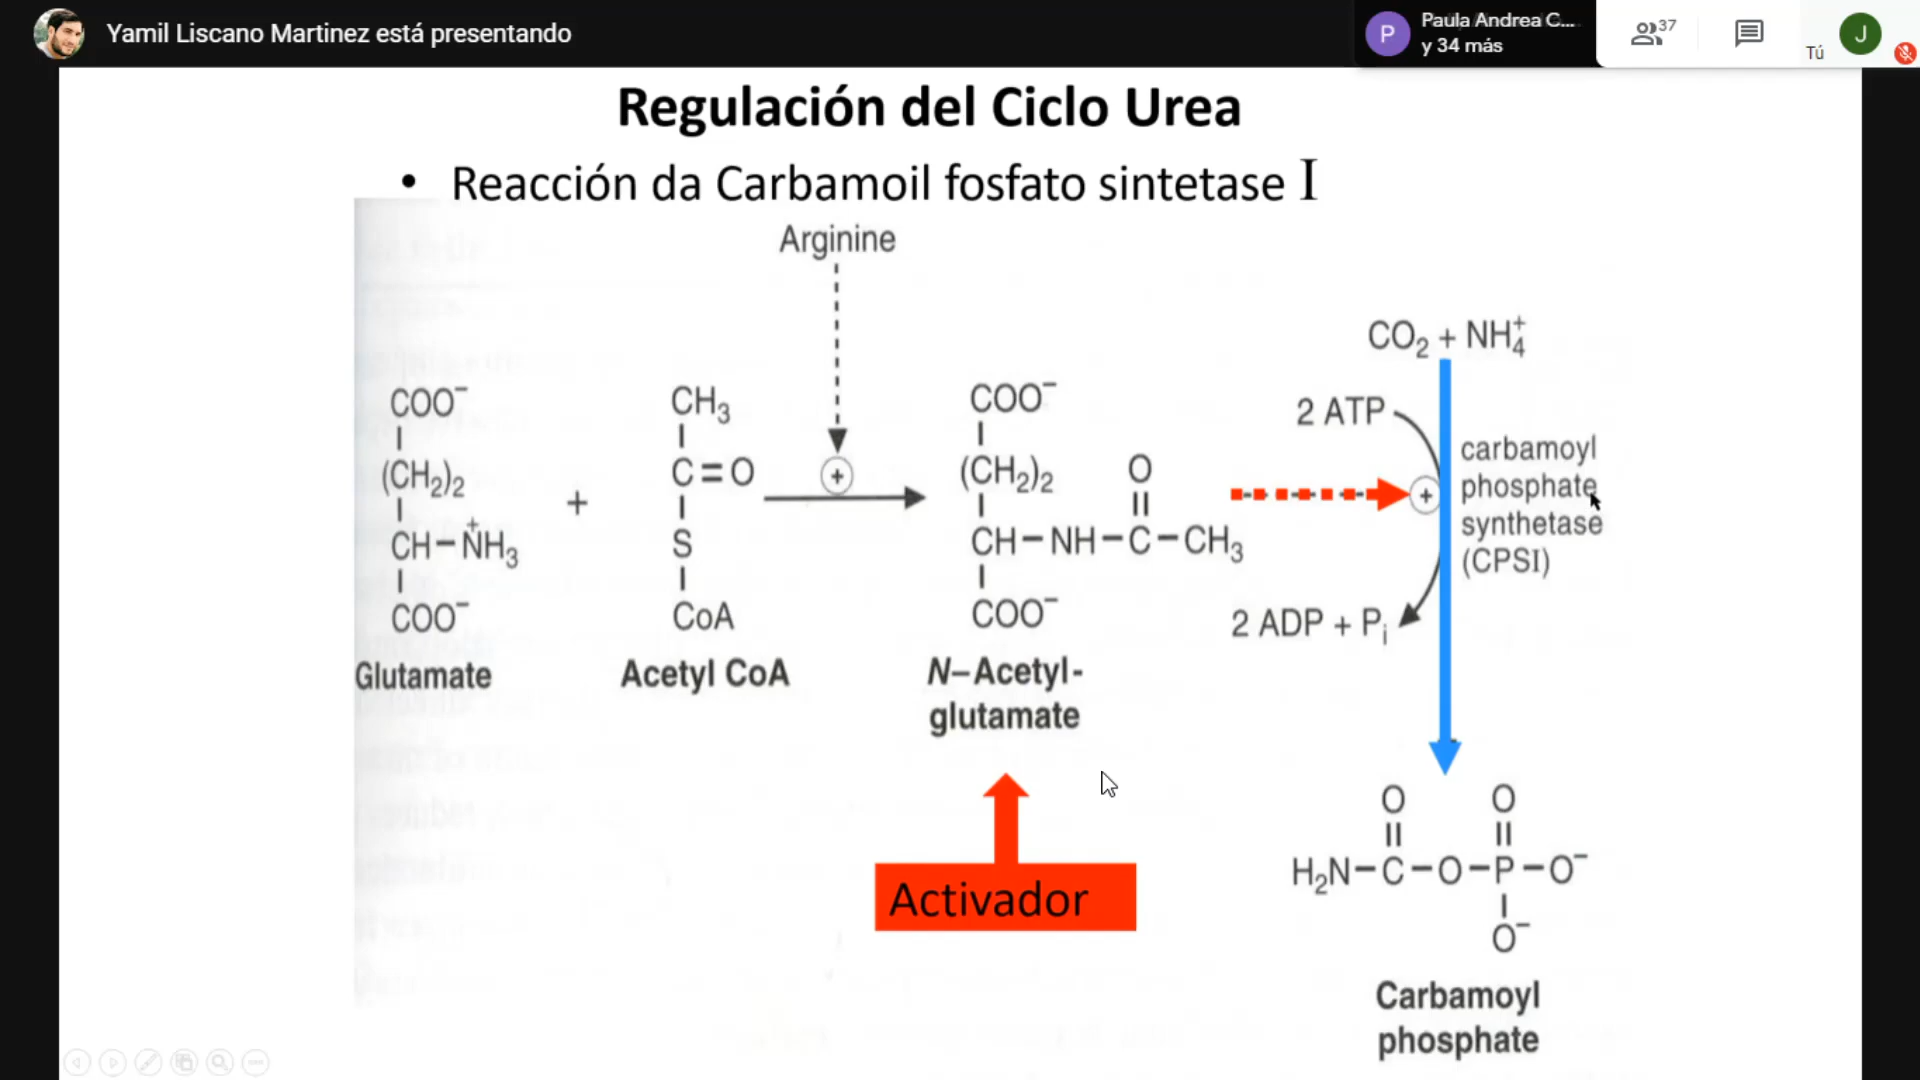 Yamil Liscano Martinez está presentando
P
Paula Andrea C...
y 34 más
37
Tú
J
Regulación del Ciclo Urea
• Reacción da Carbamoil fosfato sintetase I
Arginine
CO₂ + NH₄⁺
2 ATP
carbamoyl
phosphate
synthetase
(CPSI)
2 ADP + Pᵢ
COO⁻
(CH₂)₂
CH–NH₃⁺
COO⁻
Glutamate
+
CH₃
C=O
S
CoA
Acetyl CoA
+
COO⁻
(CH₂)₂
O
CH–NH–C–CH₃
COO⁻
N–Acetyl-
glutamate
+
Activador
O O
H₂N–C–O–P–O⁻
O⁻
Carbamoyl
phosphate